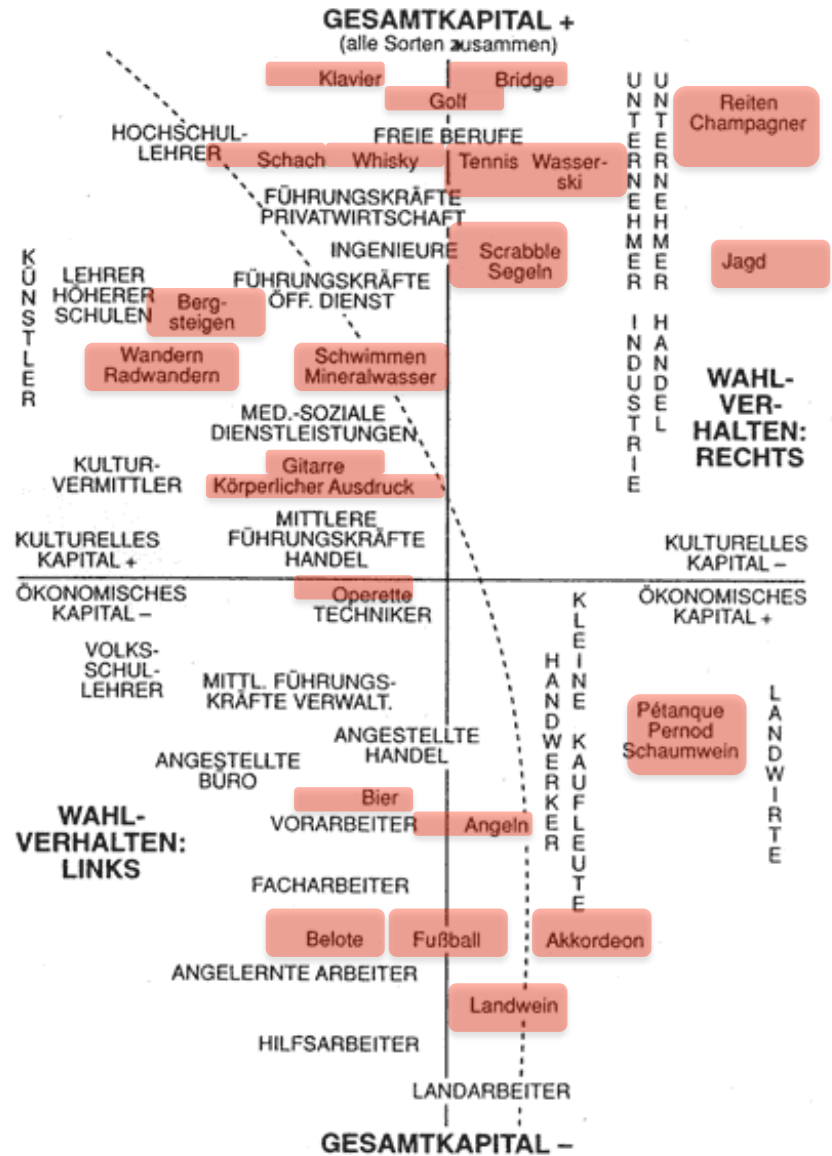 GESAMTKAPITAL +
(alle Sorten zusammen)
Klavier
Bridge
Golf
Reiten
Champagner
HOCHSCHUL-
LEHRER
FREIE BERUFE
Schach
Whisky
Tennis
Wasser-
ski
FÜHRUNGSKRÄFTE
PRIVATWIRTSCHAFT
UNTERNEHMER INDUSTRIE
UNTERNEHMER HANDEL
INGENIEURE
Scrabble
Segeln
Jagd
KÜNSTLER
LEHRER
HÖHERER
SCHULEN
FÜHRUNGSKRÄFTE
ÖFF. DIENST
Berg-
steigen
Wandern
Radwandern
Schwimmen
Mineralwasser
WAHL-
VER-
HALTEN:
RECHTS
MED.-SOZIALE
DIENSTLEISTUNGEN
KULTUR-
VERMITTLER
Gitarre
Körperlicher Ausdruck
MITTLERE
FÜHRUNGSKRÄFTE
HANDEL
KULTURELLES
KAPITAL +
KULTURELLES
KAPITAL –
ÖKONOMISCHES
KAPITAL –
Operette
TECHNIKER
ÖKONOMISCHES
KAPITAL +
VOLKS-
SCHUL-
LEHRER
MITTL. FÜHRUNGS-
KRÄFTE VERWALT.
HANDWERKER
KLEINE KAUFLEUTE
Pétanque
Pernod
Schaumwein
LANDWIRTE
ANGESTELLTE
HANDEL
ANGESTELLTE
BÜRO
Bier
WAHL-
VERHALTEN:
LINKS
VORARBEITER
Angeln
FACHARBEITER
Belote
Fußball
Akkordeon
ANGELERNTE ARBEITER
Landwein
HILFSARBEITER
LANDARBEITER
GESAMTKAPITAL –